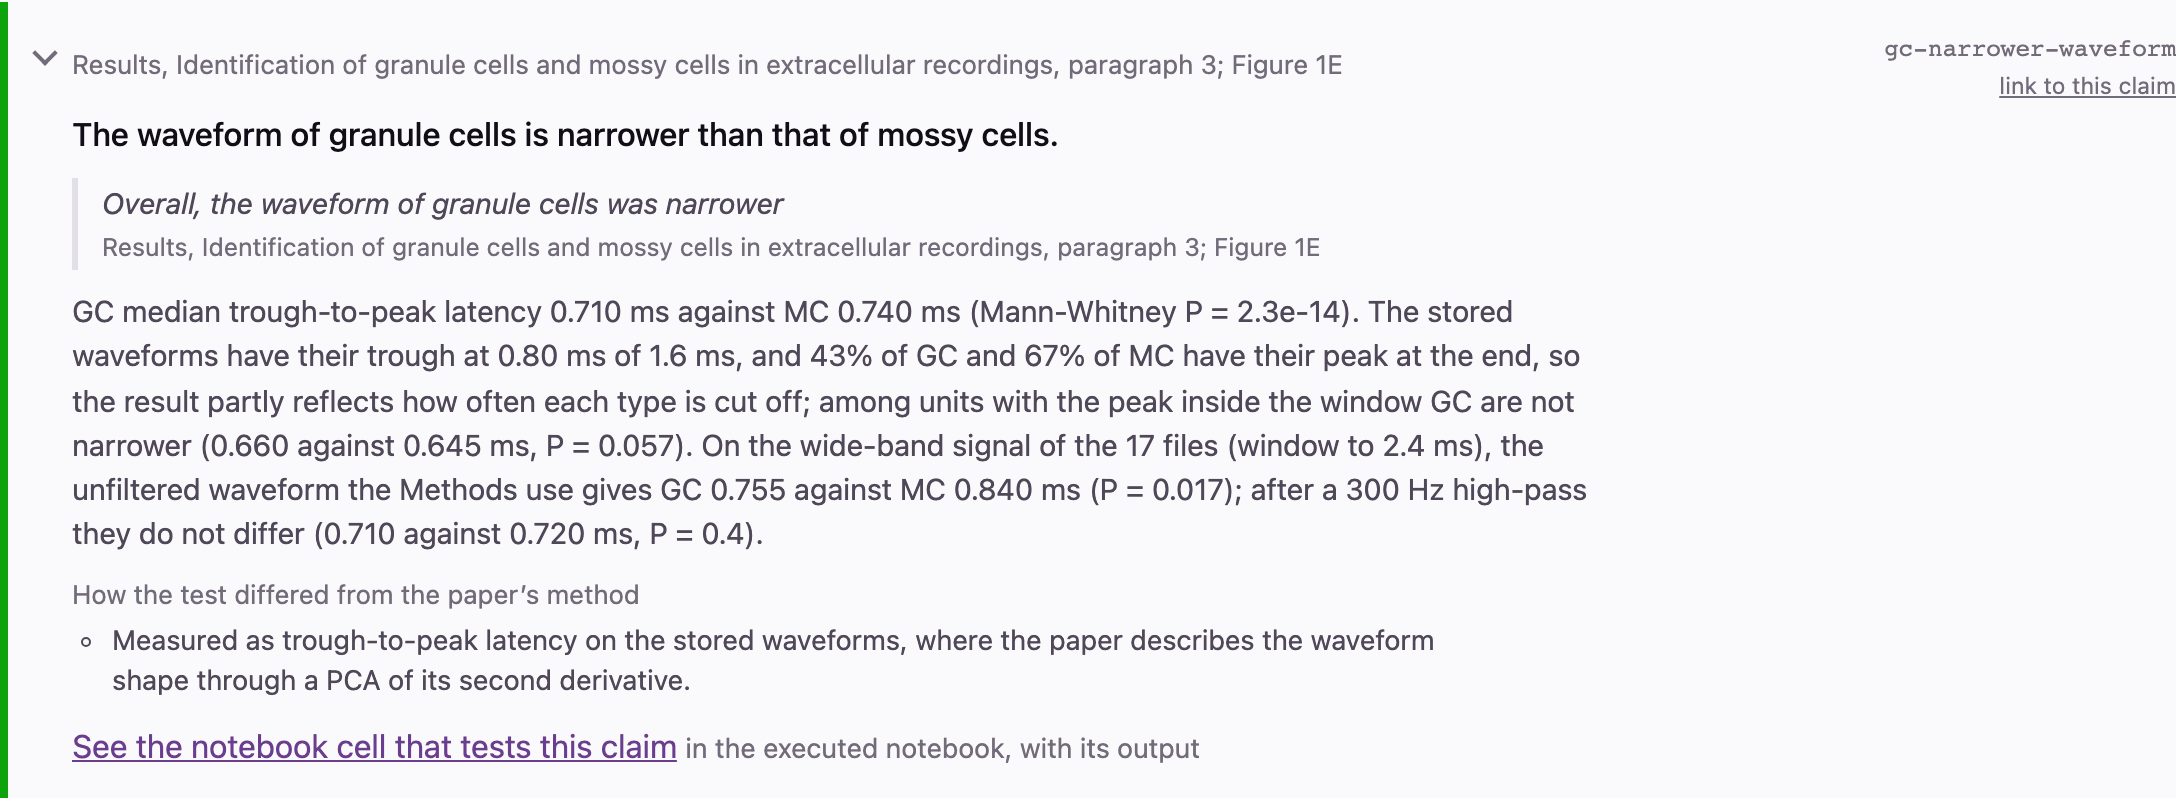 Results, Identification of granule cells and mossy cells in extracellular recordings, paragraph 3; Figure 1E
gc-narrower-waveform
link to this claim
The waveform of granule cells is narrower than that of mossy cells.
Overall, the waveform of granule cells was narrower
Results, Identification of granule cells and mossy cells in extracellular recordings, paragraph 3; Figure 1E
GC median trough-to-peak latency 0.710 ms against MC 0.740 ms (Mann-Whitney P = 2.3e-14). The stored
waveforms have their trough at 0.80 ms of 1.6 ms, and 43% of GC and 67% of MC have their peak at the end, so
the result partly reflects how often each type is cut off; among units with the peak inside the window GC are not
narrower (0.660 against 0.645 ms, P = 0.057). On the wide-band signal of the 17 files (window to 2.4 ms), the
unfiltered waveform the Methods use gives GC 0.755 against MC 0.840 ms (P = 0.017); after a 300 Hz high-pass
they do not differ (0.710 against 0.720 ms, P = 0.4).
How the test differed from the paper’s method
Measured as trough-to-peak latency on the stored waveforms, where the paper describes the waveform
shape through a PCA of its second derivative.
See the notebook cell that tests this claim in the executed notebook, with its output